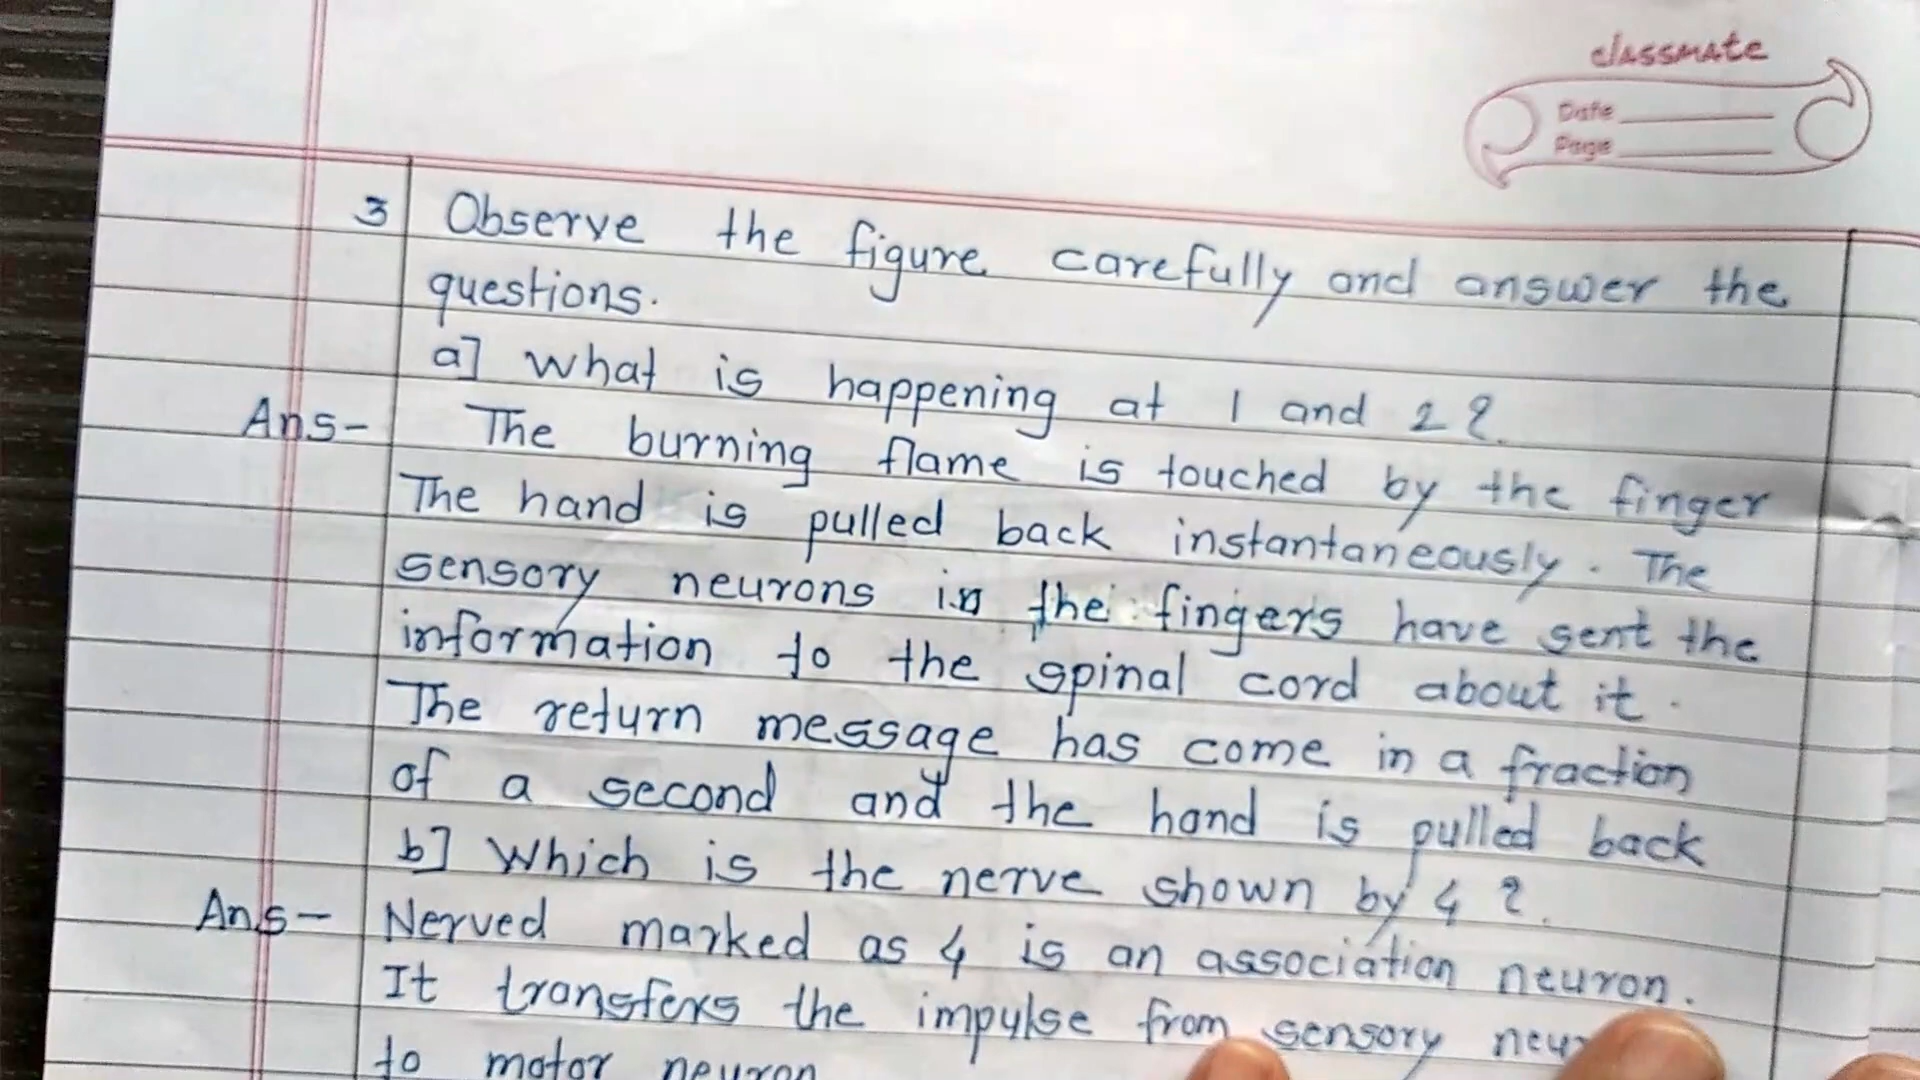 classmate
Date
Page
3 Observe the figure carefully and answer the
questions.
a] What is happening at 1 and 2?
Ans- The burning flame is touched by the finger
The hand is pulled back instantaneously. The
sensory neurons in the fingers have sent the
information to the spinal cord about it.
The return message has come in a fraction
of a second and the hand is pulled back
b] Which is the nerve shown by 4?
Ans- Nerved marked as 4 is an association neuron.
It transfers the impulse from sensory
to motor neuron